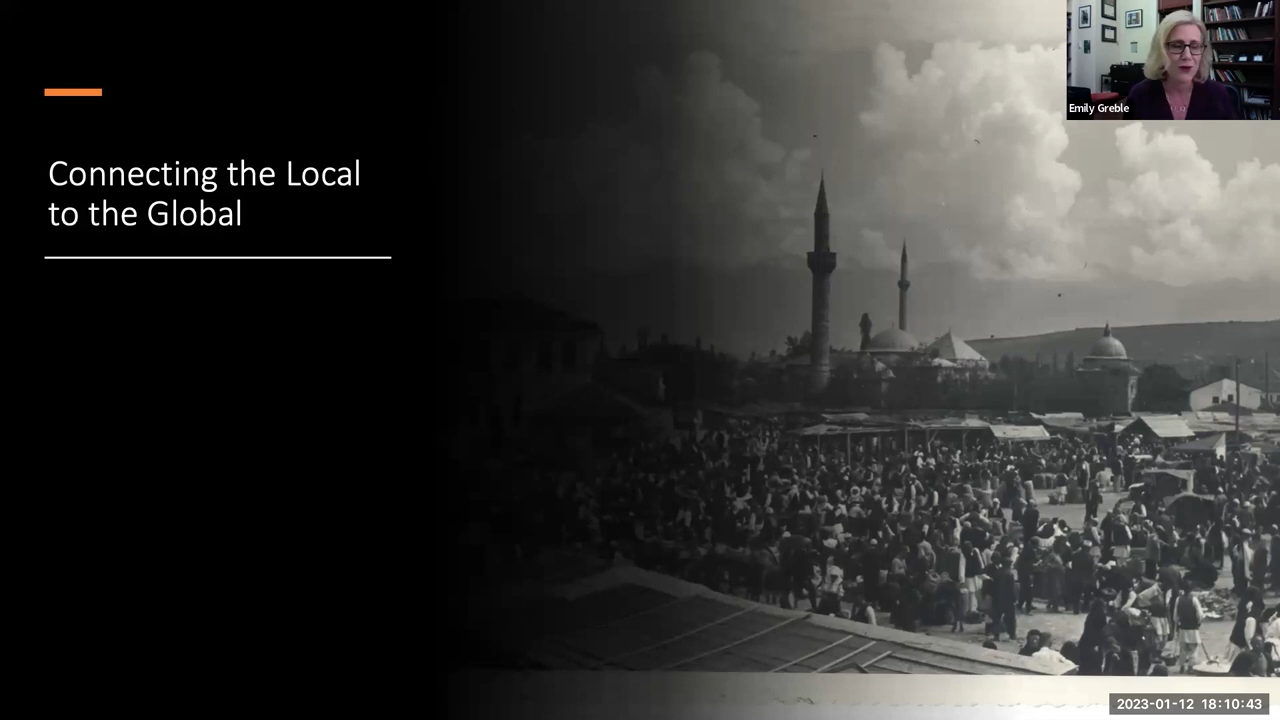 Emily Greble
Connecting the Local
to the Global
2023-01-12 18:10:43